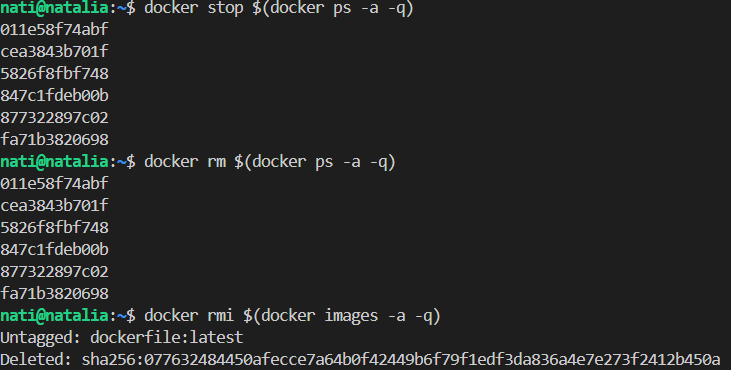 nati@natalia:~$ docker stop $(docker ps -a -q)
011e58f74abf
cea3843b701f
5826f8fbf748
847c1fdeb00b
877322897c02
fa71b3820698
nati@natalia:~$ docker rm $(docker ps -a -q)
011e58f74abf
cea3843b701f
5826f8fbf748
847c1fdeb00b
877322897c02
fa71b3820698
nati@natalia:~$ docker rmi $(docker images -a -q)
Untagged: dockerfile:latest
Deleted: sha256:077632484450afecce7a64b0f42449b6f79f1edf3da836a4e7e273f2412b450a